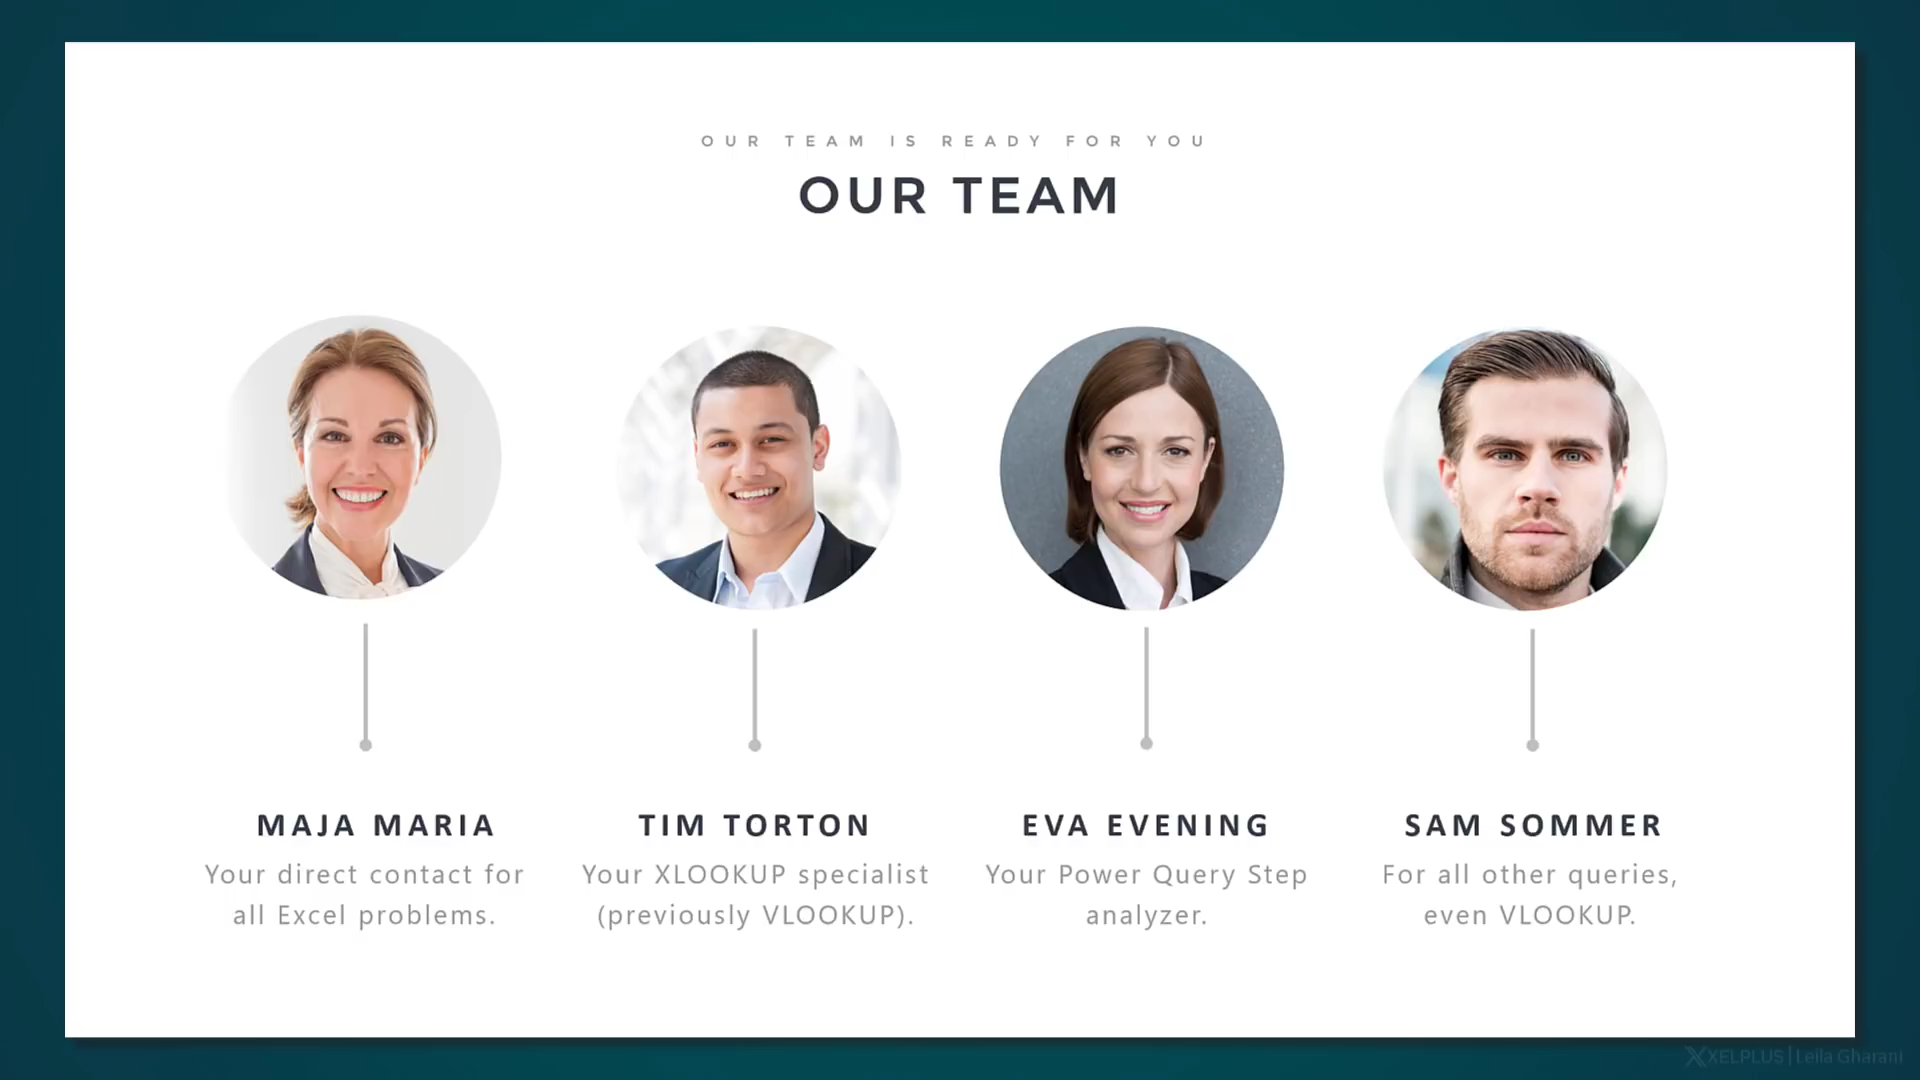 OUR TEAM IS READY FOR YOU
OUR TEAM
MAJA MARIA
Your direct contact for
all Excel problems.
TIM TORTON
Your XLOOKUP specialist
(previously VLOOKUP).
EVA EVENING
Your Power Query Step
analyzer.
SAM SOMMER
For all other queries,
even VLOOKUP.
XELPLUS | Leila Gharani